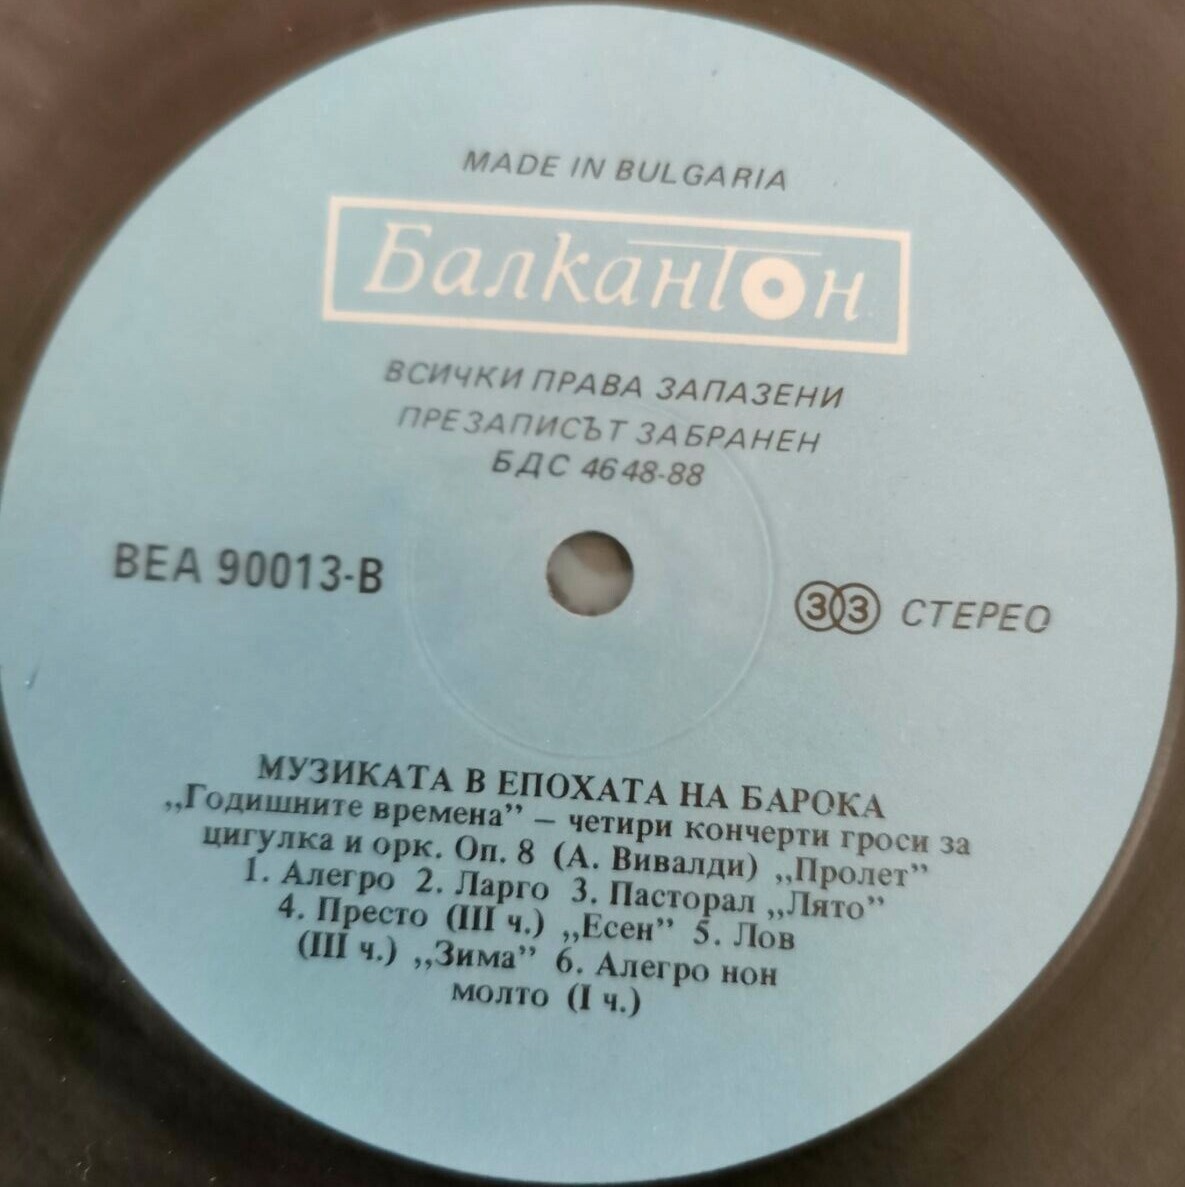 MADE IN BULGARIA
Балкантон
ВСИЧКИ ПРАВА ЗАПАЗЕНИ
ПРЕЗАПИСЪТ ЗАБРАНЕН
БДС 4648-88
ВЕА 90013-В
33 СТЕРЕО
МУЗИКАТА В ЕПОХАТА НА БАРОКА
„Годишните времена” – четири кончерти гроси за
цигулка и орк. Оп. 8 (А. Вивалди) „Пролет”
1. Алегро 2. Ларго 3. Пасторал „Лято”
4. Престо (III ч.) „Есен” 5. Лов
(III ч.) „Зима” 6. Алегро нон
молто (I ч.)